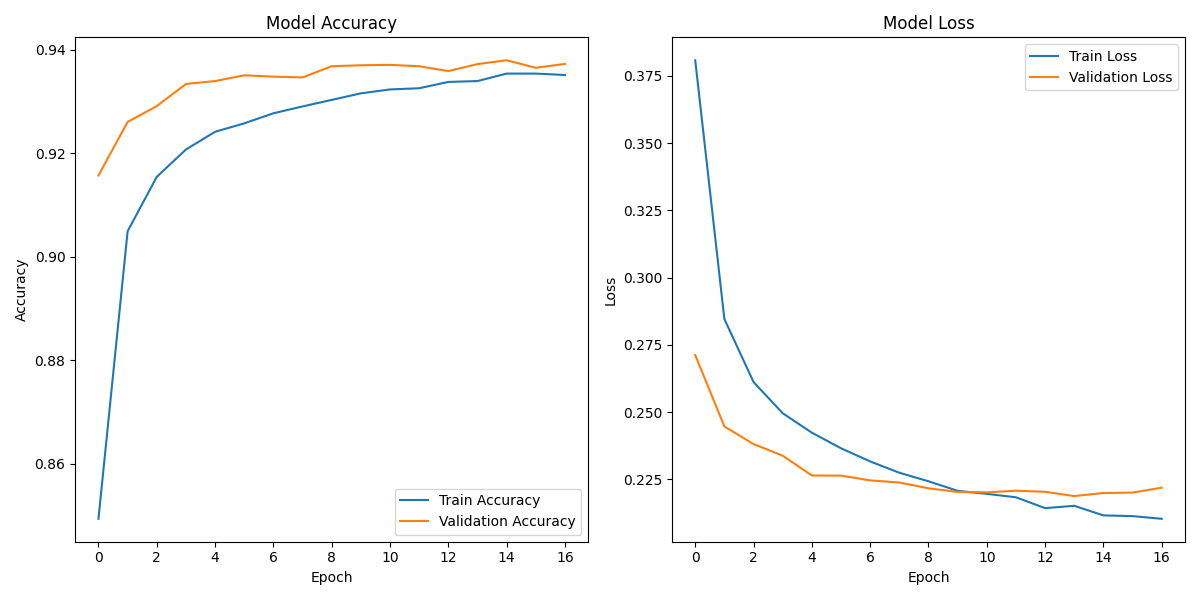 Model Accuracy
0.94
0.92
0.90
0.88
0.86
Accuracy
Train Accuracy
Validation Accuracy
0 2 4 6 8 10 12 14 16
Epoch
Model Loss
0.375
0.350
0.325
0.300
0.275
0.250
0.225
Loss
Train Loss
Validation Loss
0 2 4 6 8 10 12 14 16
Epoch